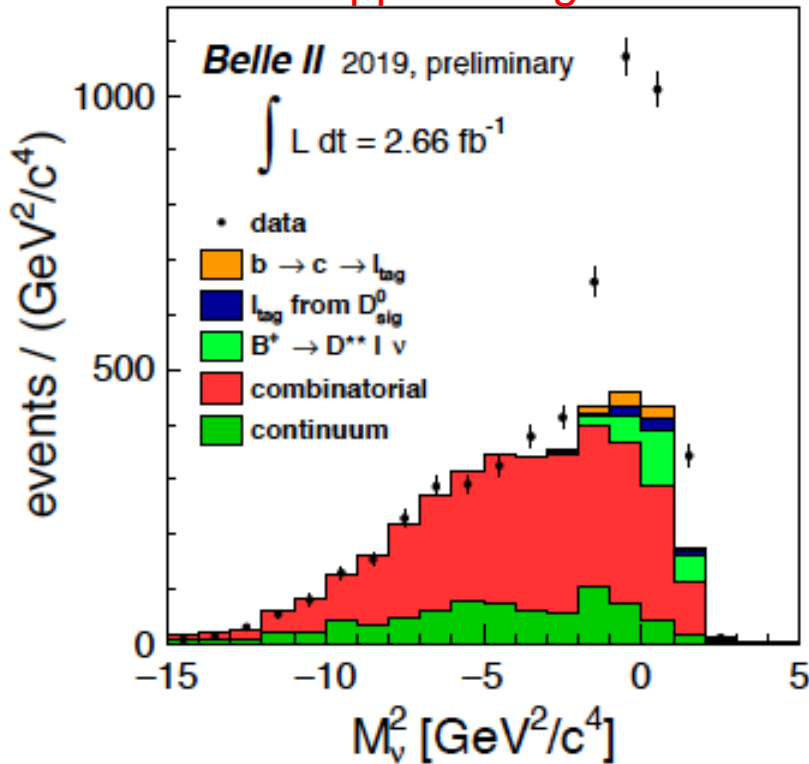 Belle II 2019, preliminary
∫ L dt = 2.66 fb⁻¹
data
b → c → l_tag
l_tag from D⁰_sig
B⁺ → D** l ν
combinatorial
continuum
events / (GeV²/c⁴)
1000
500
0
−15 −10 −5 0 5
M²_ν [GeV²/c⁴]